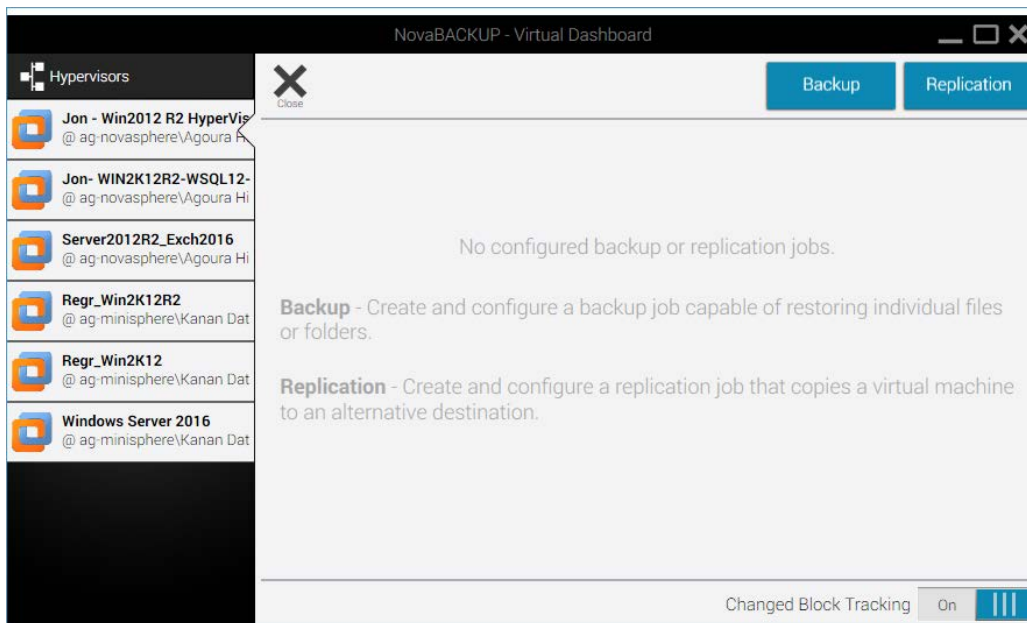 NovaBACKUP - Virtual Dashboard
Hypervisors
Jon - Win2012 R2 HyperVis
@ ag-novasphere\Agoura H
Jon- WIN2K12R2-WSQL12-
@ ag-novasphere\Agoura Hi
Server2012R2_Exch2016
@ ag-novasphere\Agoura Hi
Regr_Win2K12R2
@ ag-minisphere\Kanan Dat
Regr_Win2K12
@ ag-minisphere\Kanan Dat
Windows Server 2016
@ ag-minisphere\Kanan Dat
Close
Backup
Replication
No configured backup or replication jobs.
Backup - Create and configure a backup job capable of restoring individual files
or folders.
Replication - Create and configure a replication job that copies a virtual machine
to an alternative destination.
Changed Block Tracking
On